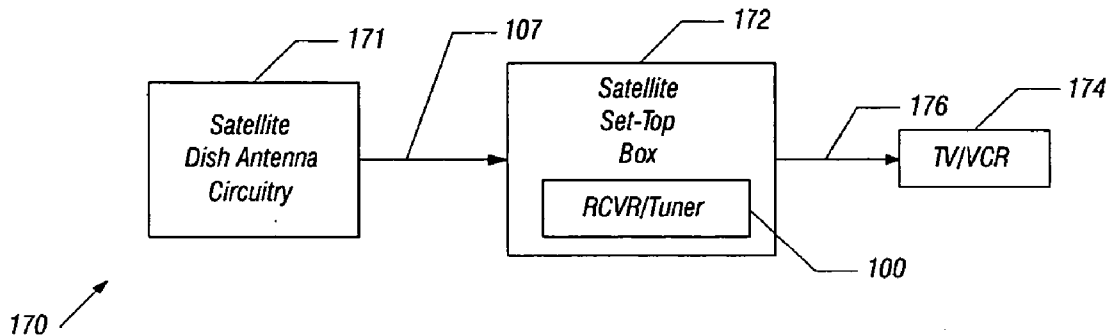 171
107
172
176
174
Satellite
Dish Antenna
Circuitry
Satellite
Set-Top
Box
RCVR/Tuner
TV/VCR
100
170